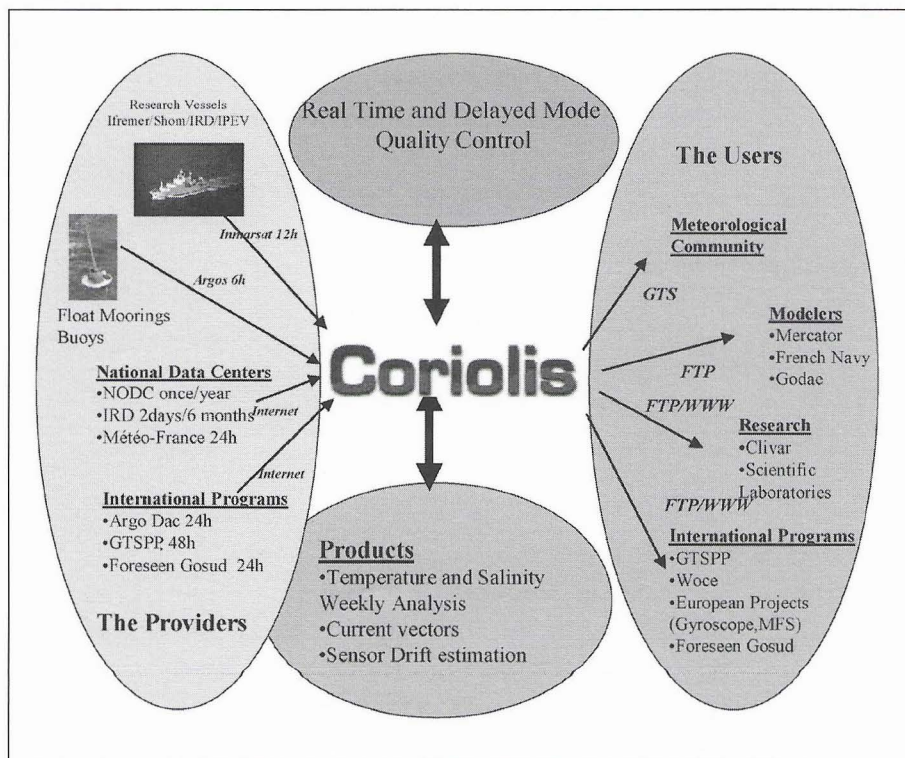 Research Vessels
Ifremer/Shom/IRD/IPEV
Inmarsat 12h
Argos 6h
Float Moorings
Buoys
National Data Centers
•NODC once/year
•IRD 2days/6 months
•Météo-France 24h
Internet
Internet
International Programs
•Argo Dac 24h
•GTSPP, 48h
•Foreseen Gosud 24h
The Providers
Real Time and Delayed Mode
Quality Control
Coriolis
Products
•Temperature and Salinity
Weekly Analysis
•Current vectors
•Sensor Drift estimation
The Users
Meteorological
Community
GTS
Modelers
•Mercator
•French Navy
•Godae
FTP
FTP/WWW
Research
•Clivar
•Scientific
Laboratories
FTP/WWW
International Programs
•GTSPP
•Woce
•European Projects
(Gyroscope,MFS)
•Foreseen Gosud